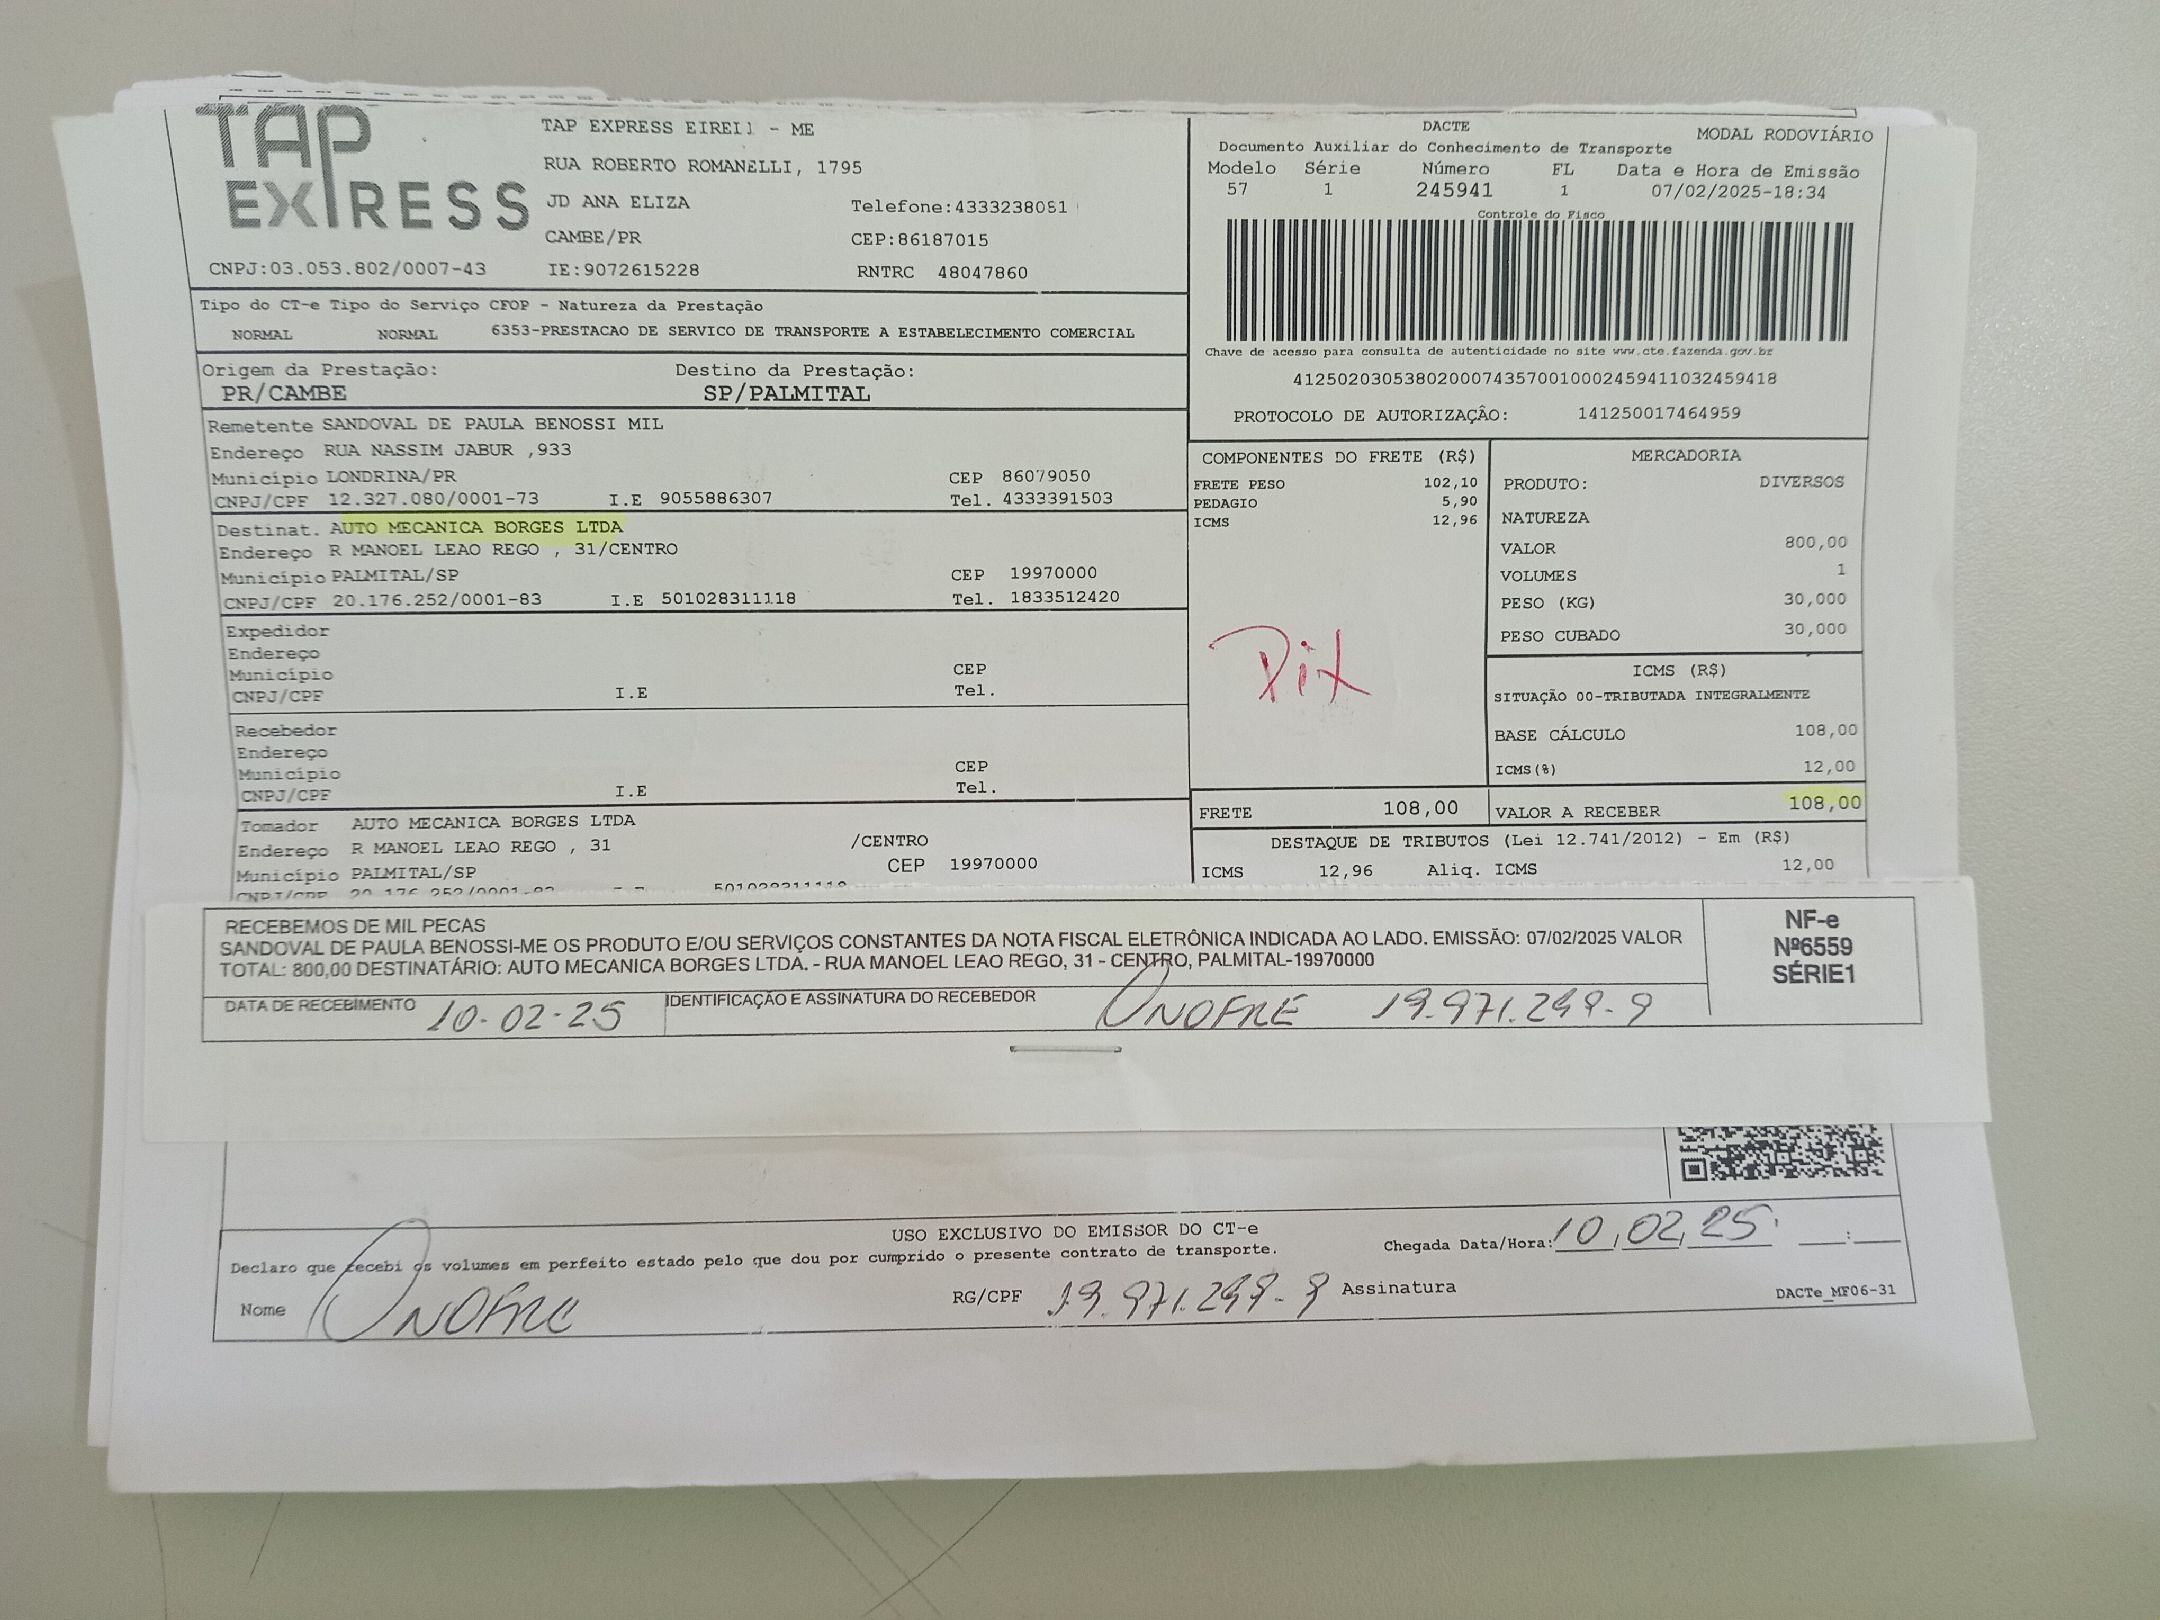 TAP
EXPRESS
TAP EXPRESS EIRELI - ME
RUA ROBERTO ROMANELLI, 1795
JD ANA ELIZA Telefone:4333238081
CAMBE/PR CEP:86187015
CNPJ:03.053.802/0007-43 IE:9072615228 RNTRC 48047860
DACTE MODAL RODOVIÁRIO
Documento Auxiliar do Conhecimento de Transporte
Modelo Série Número FL Data e Hora de Emissão
57 1 245941 1 07/02/2025-18:34
Controle do Fisco
Chave de acesso para consulta de autenticidade no site www.cte.fazenda.gov.br
41250203053802000743570010002459411032459418
PROTOCOLO DE AUTORIZAÇÃO: 141250017464959
Tipo do CT-e Tipo do Serviço CFOP - Natureza da Prestação
NORMAL NORMAL 6353-PRESTACAO DE SERVICO DE TRANSPORTE A ESTABELECIMENTO COMERCIAL
Origem da Prestação: Destino da Prestação:
PR/CAMBE SP/PALMITAL
Remetente SANDOVAL DE PAULA BENOSSI MIL
Endereço RUA NASSIM JABUR ,933
Município LONDRINA/PR CEP 86079050
CNPJ/CPF 12.327.080/0001-73 I.E 9055886307 Tel. 4333391503
Destinat. AUTO MECANICA BORGES LTDA
Endereço R MANOEL LEAO REGO , 31/CENTRO
Município PALMITAL/SP CEP 19970000
CNPJ/CPF 20.176.252/0001-83 I.E 501028311118 Tel. 1833512420
Expedidor
Endereço
Município CEP
CNPJ/CPF I.E Tel.
Recebedor
Endereço
Município CEP
CNPJ/CPF I.E Tel.
Tomador AUTO MECANICA BORGES LTDA
Endereço R MANOEL LEAO REGO , 31 /CENTRO
Município PALMITAL/SP CEP 19970000
CNPJ/CPF 20.176.252/0001-83 I.E 501028311118
COMPONENTES DO FRETE (R$)
FRETE PESO 102,10
PEDAGIO 5,90
ICMS 12,96
Pix
MERCADORIA
PRODUTO: DIVERSOS
NATUREZA
VALOR 800,00
VOLUMES 1
PESO (KG) 30,000
PESO CUBADO 30,000
ICMS (R$)
SITUAÇÃO 00-TRIBUTADA INTEGRALMENTE
BASE CÁLCULO 108,00
ICMS(%) 12,00
FRETE 108,00 VALOR A RECEBER 108,00
DESTAQUE DE TRIBUTOS (Lei 12.741/2012) - Em (R$)
ICMS 12,96 Aliq. ICMS 12,00
RECEBEMOS DE MIL PECAS
SANDOVAL DE PAULA BENOSSI-ME OS PRODUTO E/OU SERVIÇOS CONSTANTES DA NOTA FISCAL ELETRÔNICA INDICADA AO LADO. EMISSÃO: 07/02/2025 VALOR
TOTAL: 800,00 DESTINATÁRIO: AUTO MECANICA BORGES LTDA. - RUA MANOEL LEAO REGO, 31 - CENTRO, PALMITAL-19970000
DATA DE RECEBIMENTO 10-02-25 IDENTIFICAÇÃO E ASSINATURA DO RECEBEDOR ONOFRE 19.971.299-9
NF-e
Nº6559
SÉRIE1
USO EXCLUSIVO DO EMISSOR DO CT-e
Declaro que recebi os volumes em perfeito estado pelo que dou por cumprido o presente contrato de transporte. Chegada Data/Hora: 10/02/25 :
Nome ONOFRE RG/CPF 19.971.299-9 Assinatura DACTe_MF06-31